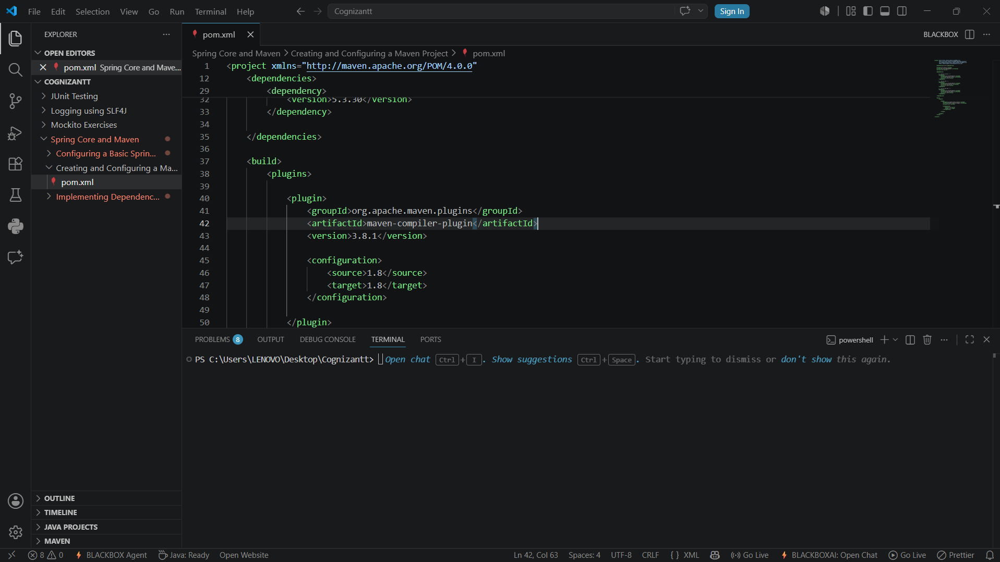 File Edit Selection View Go Run Terminal Help
Cognizantt
Sign In
EXPLORER
OPEN EDITORS
pom.xml Spring Core and Mave...
COGNIZANTT
JUnit Testing
Logging using SLF4J
Mockito Exercises
Spring Core and Maven
Configuring a Basic Sprin...
Creating and Configuring a Ma...
pom.xml
Implementing Dependenc...
OUTLINE
TIMELINE
JAVA PROJECTS
MAVEN
pom.xml
BLACKBOX
Spring Core and Maven > Creating and Configuring a Maven Project > pom.xml
1 <project xmlns="http://maven.apache.org/POM/4.0.0"
12 <dependencies>
29 <dependency>
32 <version>5.3.30</version>
33 </dependency>
34
35 </dependencies>
36
37 <build>
38 <plugins>
39
40 <plugin>
41 <groupId>org.apache.maven.plugins</groupId>
42 <artifactId>maven-compiler-plugin</artifactId>
43 <version>3.8.1</version>
44
45 <configuration>
46 <source>1.8</source>
47 <target>1.8</target>
48 </configuration>
49
50 </plugin>
PROBLEMS 8 OUTPUT DEBUG CONSOLE TERMINAL PORTS
powershell
PS C:\Users\LENOVO\Desktop\Cognizantt> Open chat Ctrl+I. Show suggestions Ctrl+Space. Start typing to dismiss or don't show this again.
8 0 BLACKBOX Agent Java: Ready Open Website
Ln 42, Col 63 Spaces: 4 UTF-8 CRLF { } XML Go Live BLACKBOXAI: Open Chat Go Live Prettier